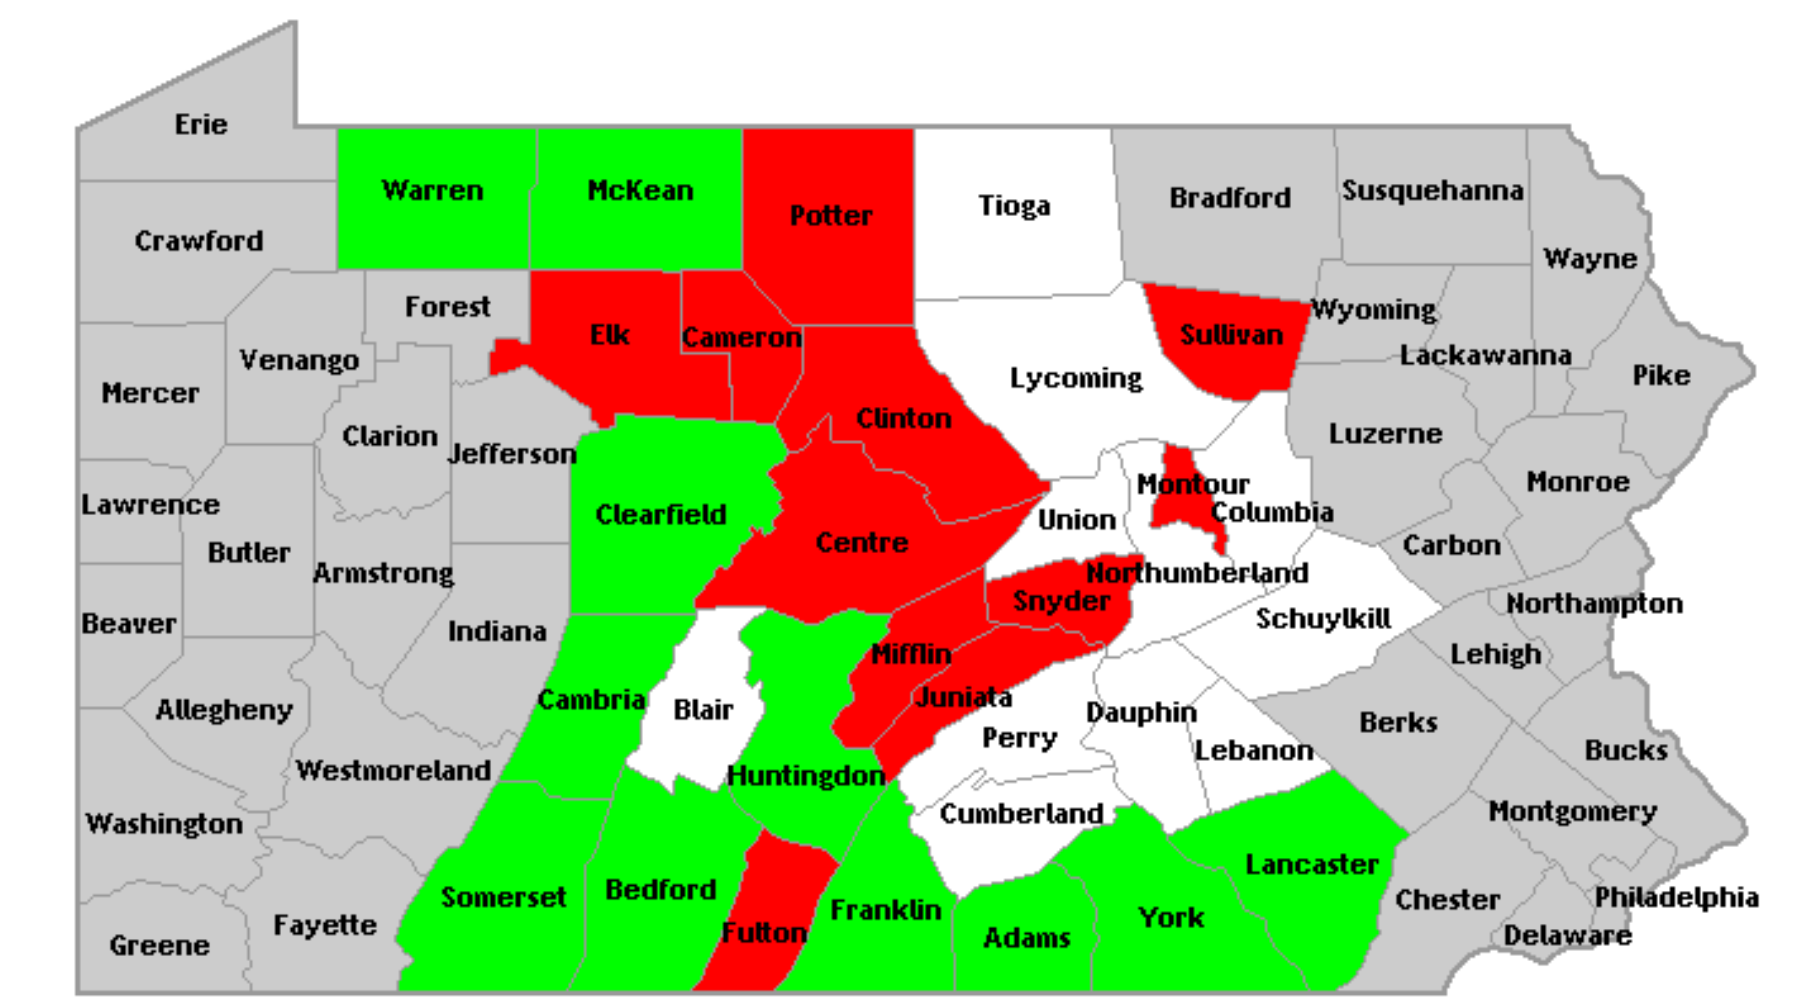 Erie
Warren
McKean
Potter
Tioga
Bradford
Susquehanna
Crawford
Wayne
Forest
Elk
Cameron
Sullivan
Wyoming
Venango
Lackawanna
Mercer
Lycoming
Pike
Clarion
Clinton
Luzerne
Jefferson
Lawrence
Clearfield
Montour
Monroe
Columbia
Union
Butler
Centre
Carbon
Armstrong
Northumberland
Snyder
Northampton
Beaver
Indiana
Schuylkill
Mifflin
Lehigh
Cambria
Juniata
Allegheny
Blair
Dauphin
Berks
Perry
Lebanon
Bucks
Westmoreland
Huntingdon
Washington
Cumberland
Montgomery
Lancaster
Somerset
Bedford
Franklin
Chester
Philadelphia
Fayette
Fulton
York
Greene
Adams
Delaware